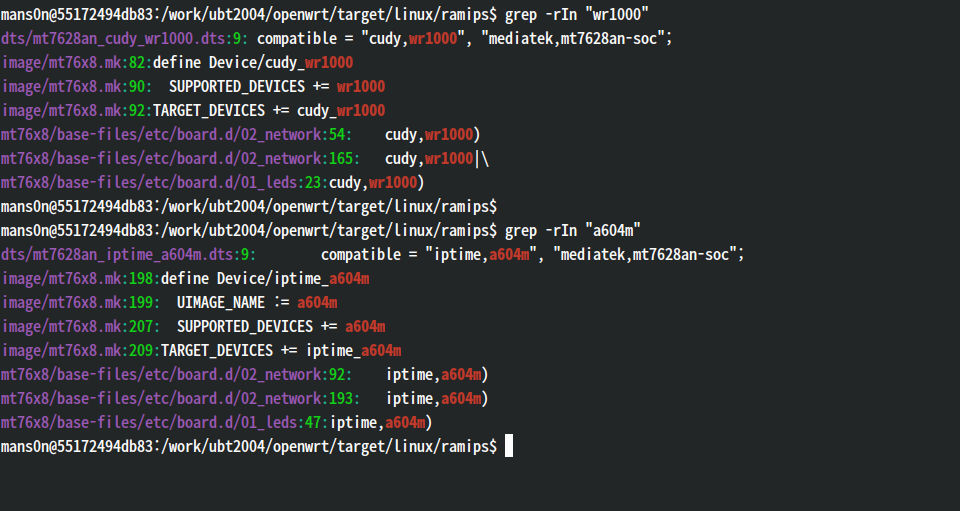 mans0n@55172494db83:/work/ubt2004/openwrt/target/linux/ramips$ grep -rIn "wr1000"
dts/mt7628an_cudy_wr1000.dts:9: compatible = "cudy,wr1000", "mediatek,mt7628an-soc";
image/mt76x8.mk:82:define Device/cudy_wr1000
image/mt76x8.mk:90:  SUPPORTED_DEVICES += wr1000
image/mt76x8.mk:92:TARGET_DEVICES += cudy_wr1000
mt76x8/base-files/etc/board.d/02_network:54:    cudy,wr1000)
mt76x8/base-files/etc/board.d/02_network:165:   cudy,wr1000|\
mt76x8/base-files/etc/board.d/01_leds:23:cudy,wr1000)
mans0n@55172494db83:/work/ubt2004/openwrt/target/linux/ramips$
mans0n@55172494db83:/work/ubt2004/openwrt/target/linux/ramips$ grep -rIn "a604m"
dts/mt7628an_iptime_a604m.dts:9:        compatible = "iptime,a604m", "mediatek,mt7628an-soc";
image/mt76x8.mk:198:define Device/iptime_a604m
image/mt76x8.mk:199:  UIMAGE_NAME := a604m
image/mt76x8.mk:207:  SUPPORTED_DEVICES += a604m
image/mt76x8.mk:209:TARGET_DEVICES += iptime_a604m
mt76x8/base-files/etc/board.d/02_network:92:    iptime,a604m)
mt76x8/base-files/etc/board.d/02_network:193:   iptime,a604m)
mt76x8/base-files/etc/board.d/01_leds:47:iptime,a604m)
mans0n@55172494db83:/work/ubt2004/openwrt/target/linux/ramips$